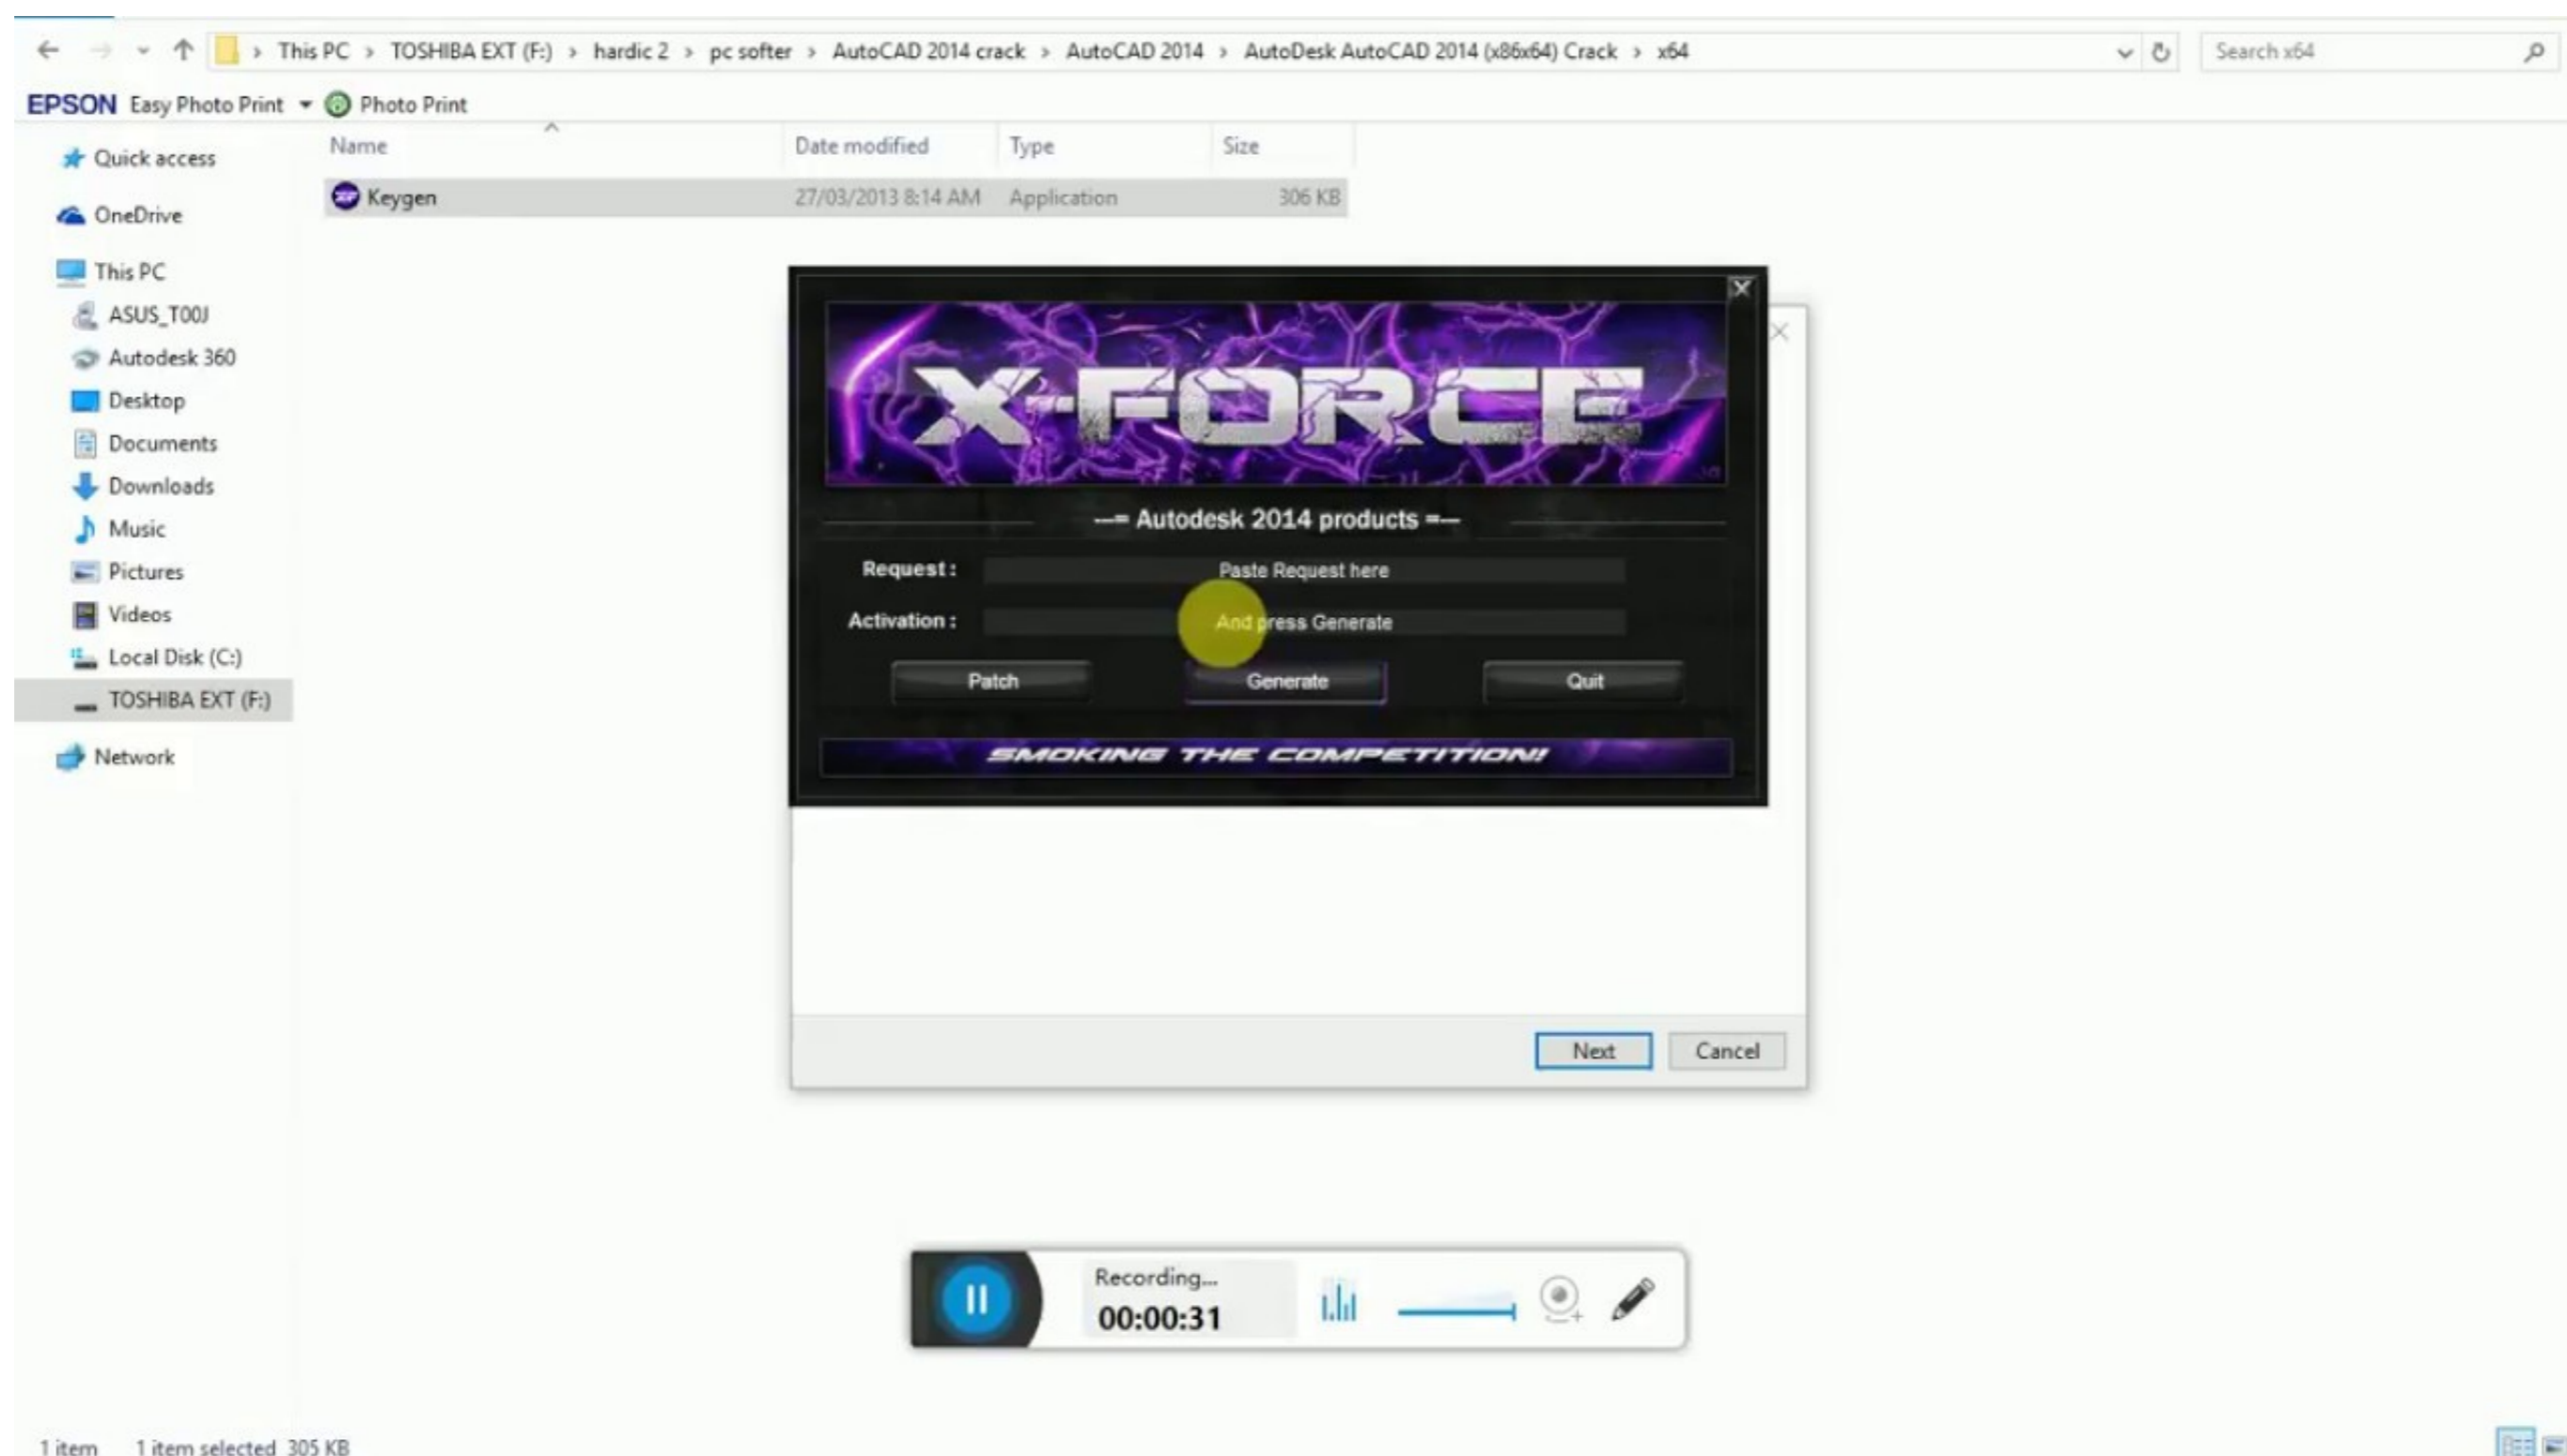 This PC > TOSHIBA EXT (F:) > hardic 2 > pc softer > AutoCAD 2014 crack > AutoCAD 2014 > AutoDesk AutoCAD 2014 (x86x64) Crack > x64
Search x64
EPSON Easy Photo Print Photo Print
Name Date modified Type Size
Keygen 27/03/2013 8:14 AM Application 306 KB
Quick access
OneDrive
This PC
ASUS_T00J
Autodesk 360
Desktop
Documents
Downloads
Music
Pictures
Videos
Local Disk (C:)
TOSHIBA EXT (F:)
Network
X-FORCE
---= Autodesk 2014 products =---
Request : Paste Request here
Activation : And press Generate
Patch Generate Quit
SMOKING THE COMPETITION!
Next Cancel
Recording...
00:00:31
1 item 1 item selected 305 KB